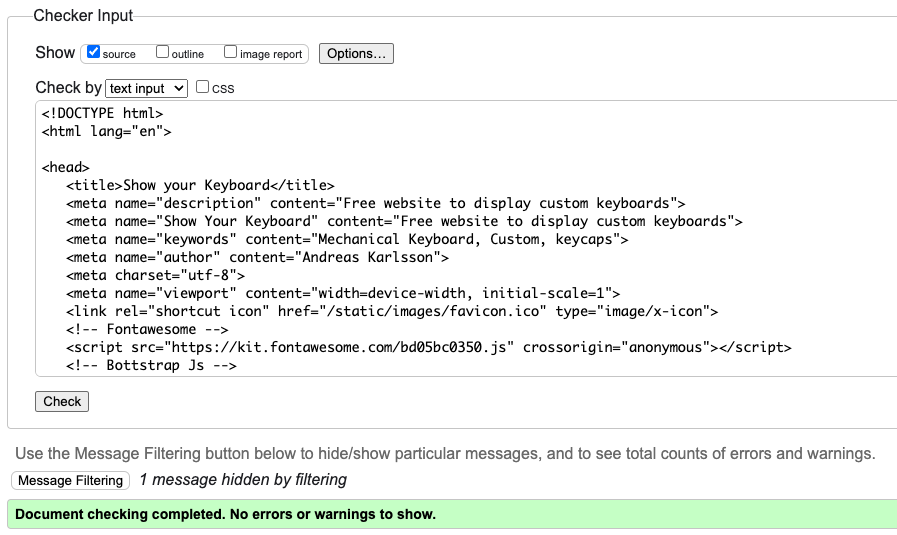 Checker Input
Show source outline image report Options...
Check by text input css
<!DOCTYPE html>
<html lang="en">
<head>
<title>Show your Keyboard</title>
<meta name="description" content="Free website to display custom keyboards">
<meta name="Show Your Keyboard" content="Free website to display custom keyboards">
<meta name="keywords" content="Mechanical Keyboard, Custom, keycaps">
<meta name="author" content="Andreas Karlsson">
<meta charset="utf-8">
<meta name="viewport" content="width=device-width, initial-scale=1">
<link rel="shortcut icon" href="/static/images/favicon.ico" type="image/x-icon">
<!-- Fontawesome -->
<script src="https://kit.fontawesome.com/bd05bc0350.js" crossorigin="anonymous"></script>
<!-- Bottstrap Js -->
Check
Use the Message Filtering button below to hide/show particular messages, and to see total counts of errors and warnings.
Message Filtering 1 message hidden by filtering
Document checking completed. No errors or warnings to show.